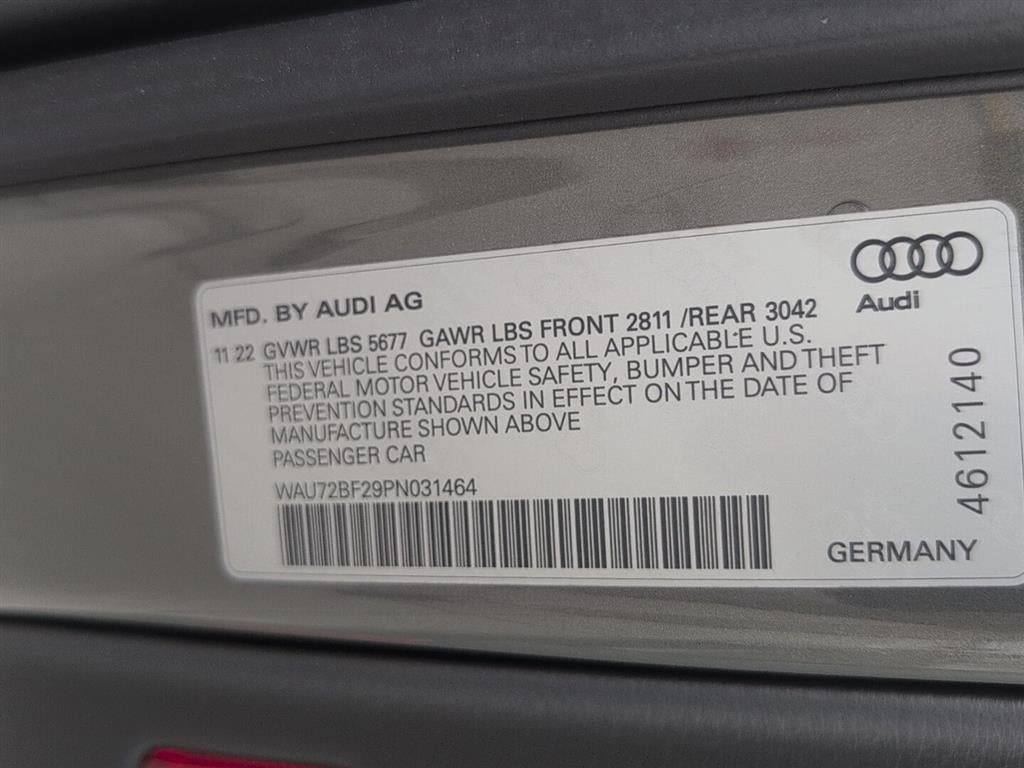 Audi
MFD. BY AUDI AG
11 22 GVWR LBS 5677 GAWR LBS FRONT 2811 /REAR 3042
THIS VEHICLE CONFORMS TO ALL APPLICABLE U.S.
FEDERAL MOTOR VEHICLE SAFETY, BUMPER AND THEFT
PREVENTION STANDARDS IN EFFECT ON THE DATE OF
MANUFACTURE SHOWN ABOVE
PASSENGER CAR
WAU72BF29PN031464
4612140
GERMANY